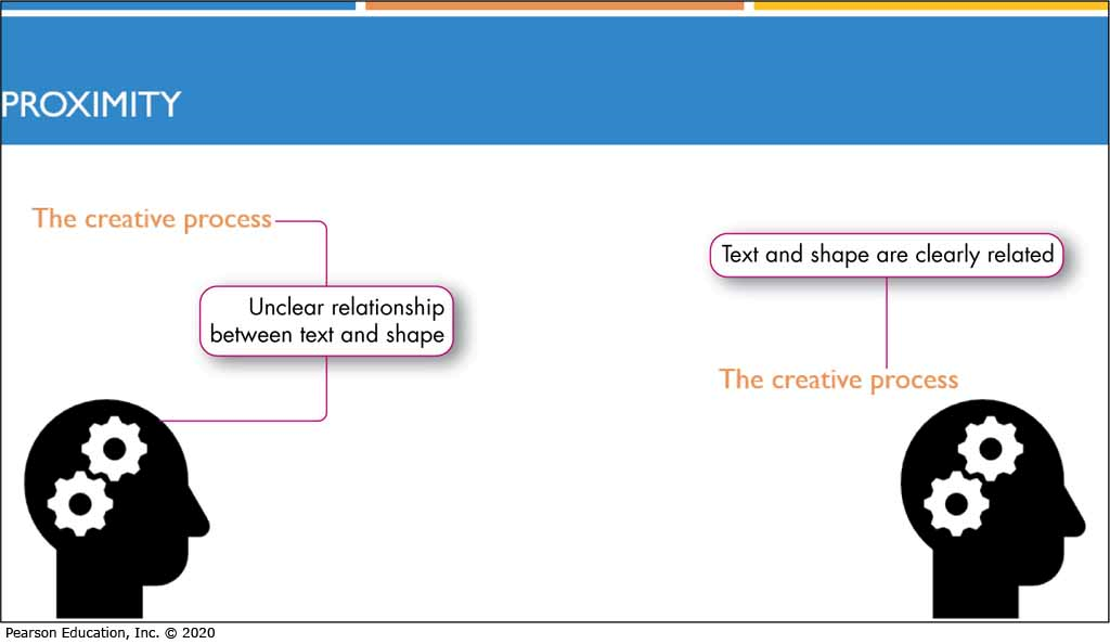 PROXIMITY
The creative process
Unclear relationship
between text and shape
Text and shape are clearly related
The creative process
Pearson Education, Inc. © 2020